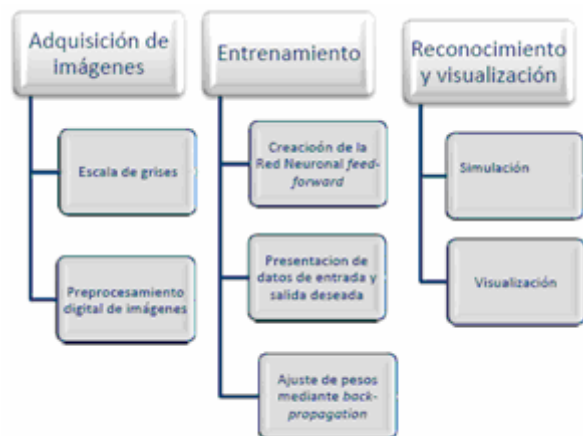 Adquisición de
imágenes
Escala de grises
Preprocesamiento
digital de imágenes
Entrenamiento
Creacioón de la
Red Neuronal feed-
forward
Presentacion de
datos de entrada y
salida deseada
Ajuste de pesos
mediante back-
propagation
Reconocimiento
y visualización
Simulación
Visualización